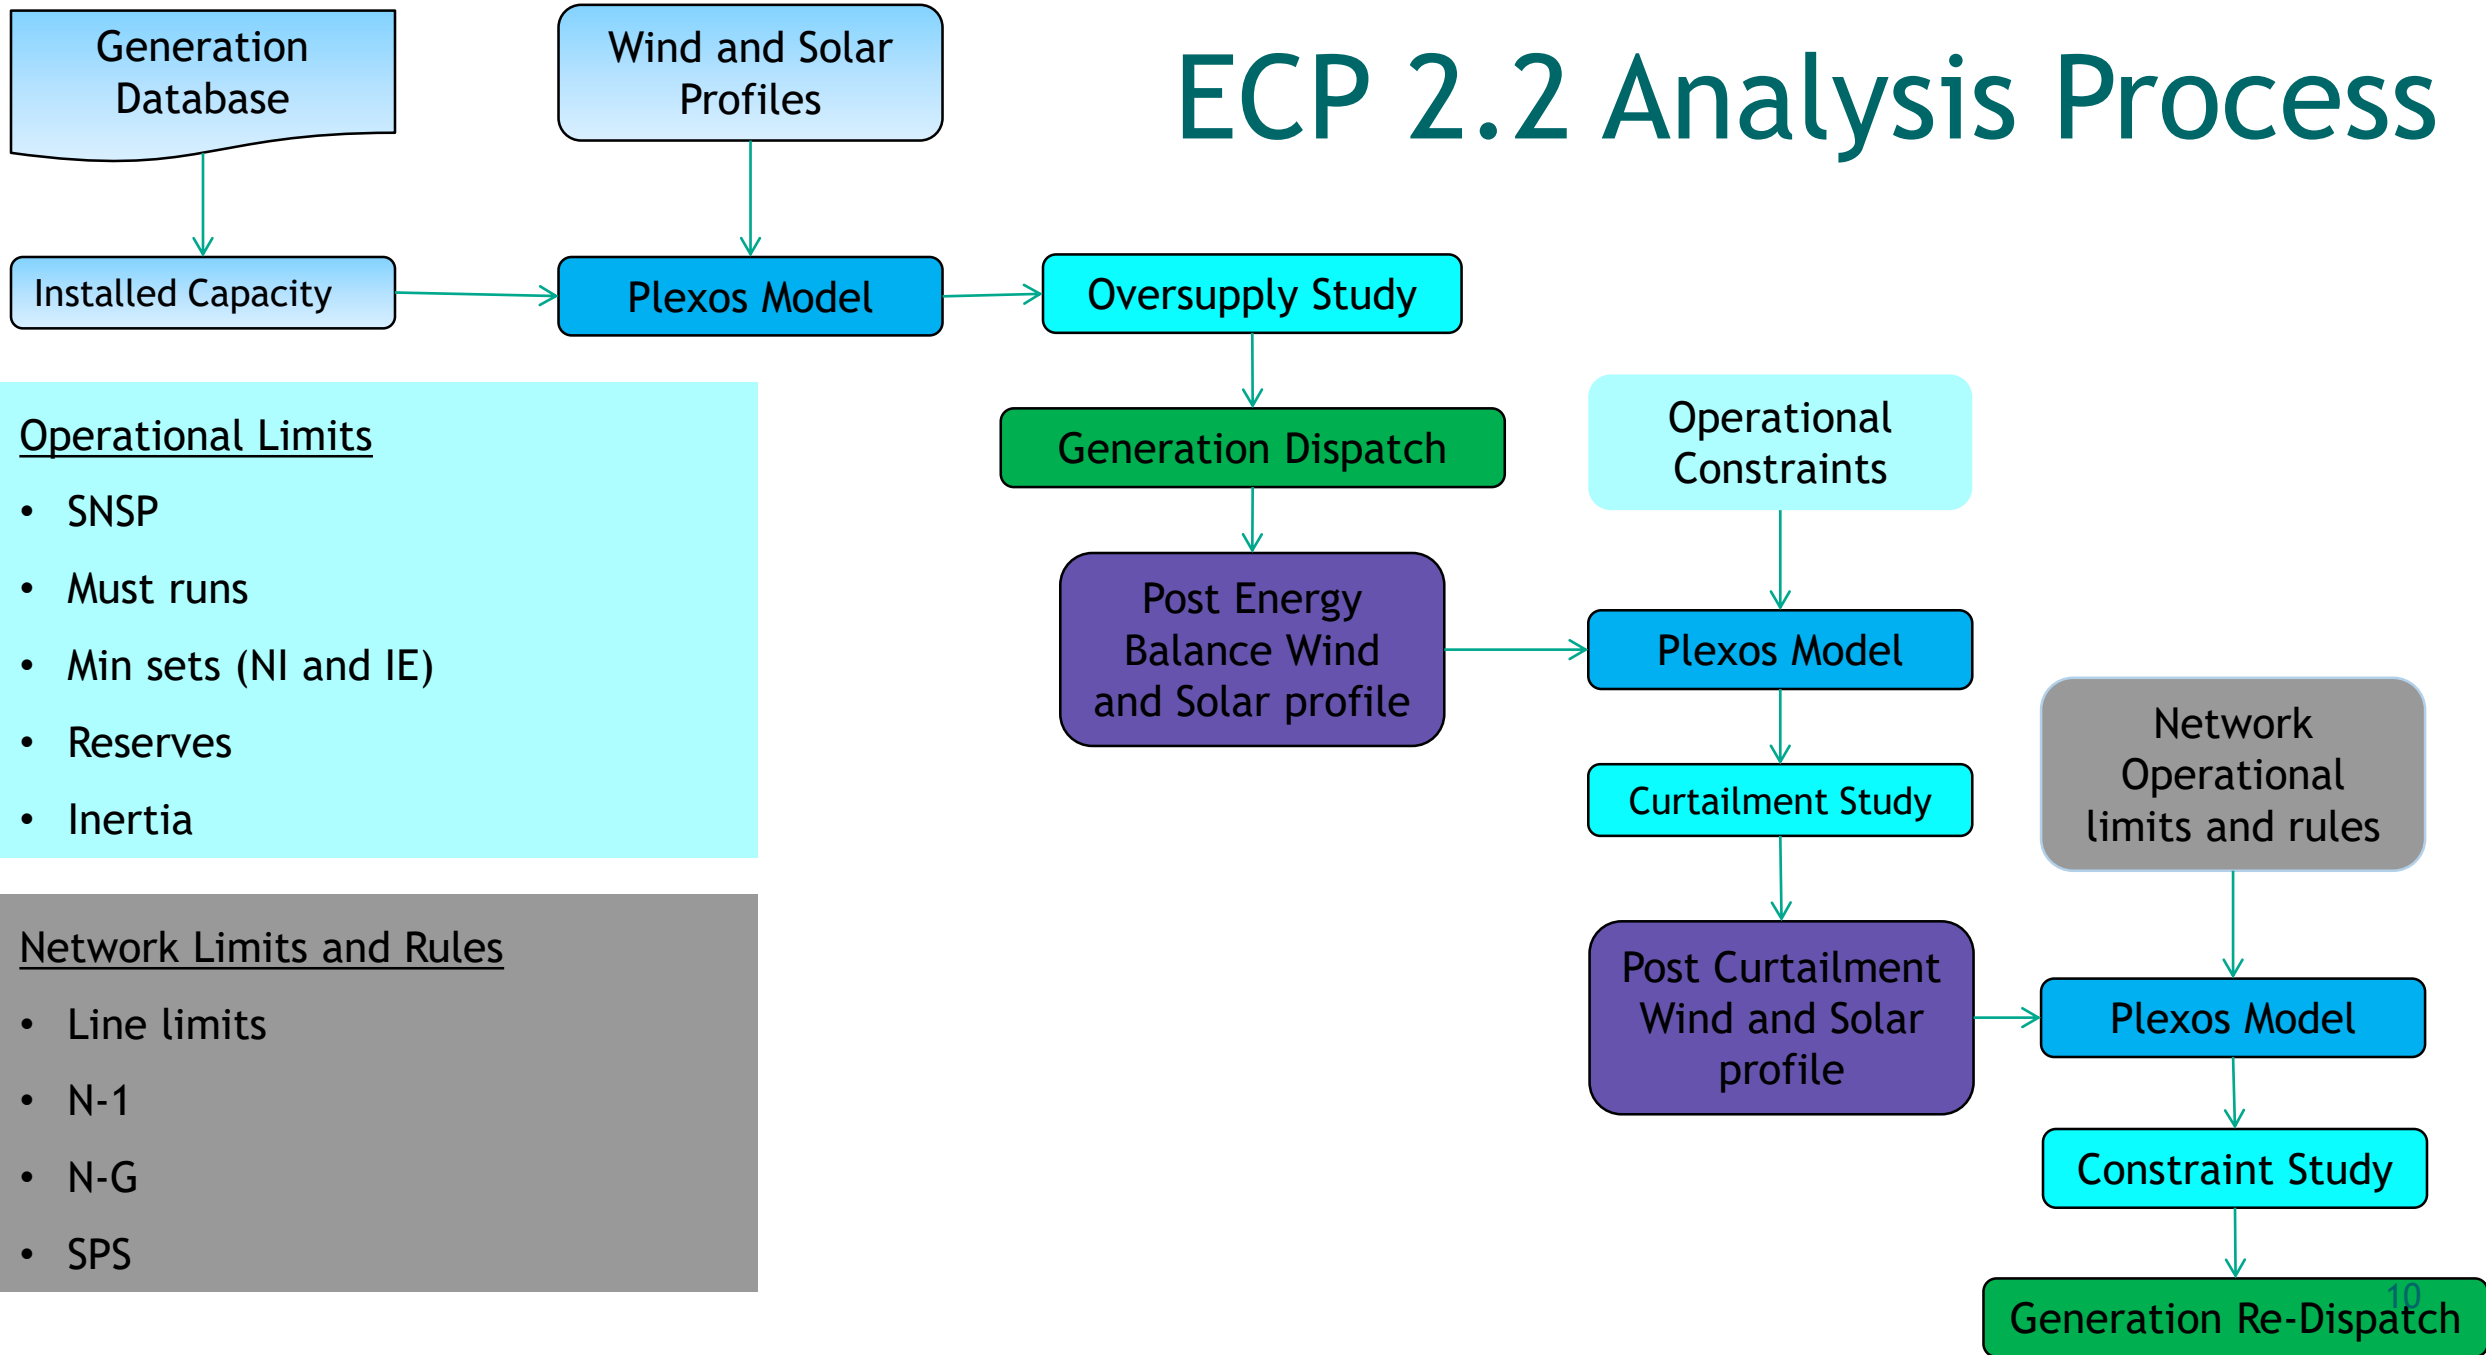 Generation
Database
Wind and Solar
Profiles
ECP 2.2 Analysis Process
Installed Capacity
Plexos Model
Oversupply Study
Generation Dispatch
Operational
Constraints
Operational Limits
• SNSP
• Must runs
• Min sets (NI and IE)
• Reserves
• Inertia
Post Energy
Balance Wind
and Solar profile
Plexos Model
Curtailment Study
Network
Operational
limits and rules
Network Limits and Rules
• Line limits
• N-1
• N-G
• SPS
Post Curtailment
Wind and Solar
profile
Plexos Model
Constraint Study
Generation Re-Dispatch
10